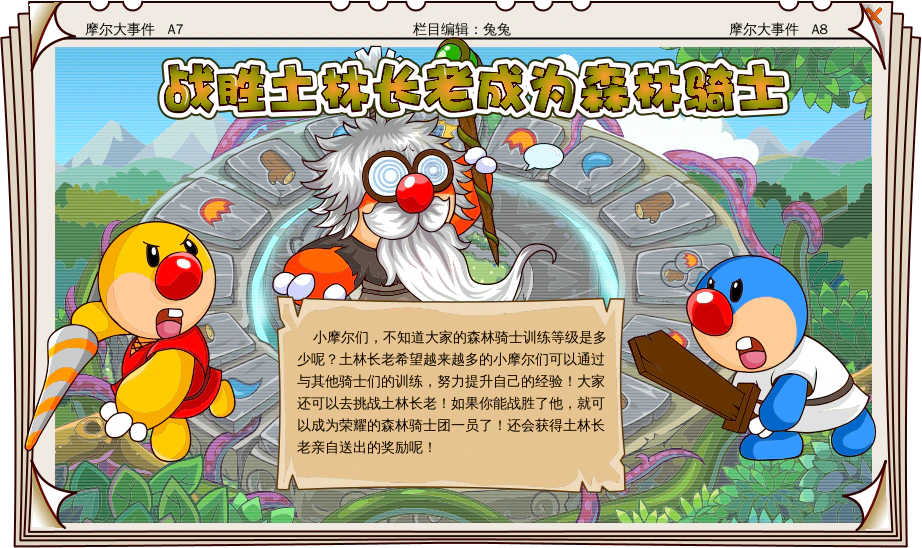 摩尔大事件 A7
栏目编辑：兔兔
摩尔大事件 A8
战胜土林长老成为森林骑士
小摩尔们，不知道大家的森林骑士训练等级是多
少呢？土林长老希望越来越多的小摩尔们可以通过
与其他骑士们的训练，努力提升自己的经验！大家
还可以去挑战土林长老！如果你能战胜了他，就可
以成为荣耀的森林骑士团一员了！还会获得土林长
老亲自送出的奖励呢！